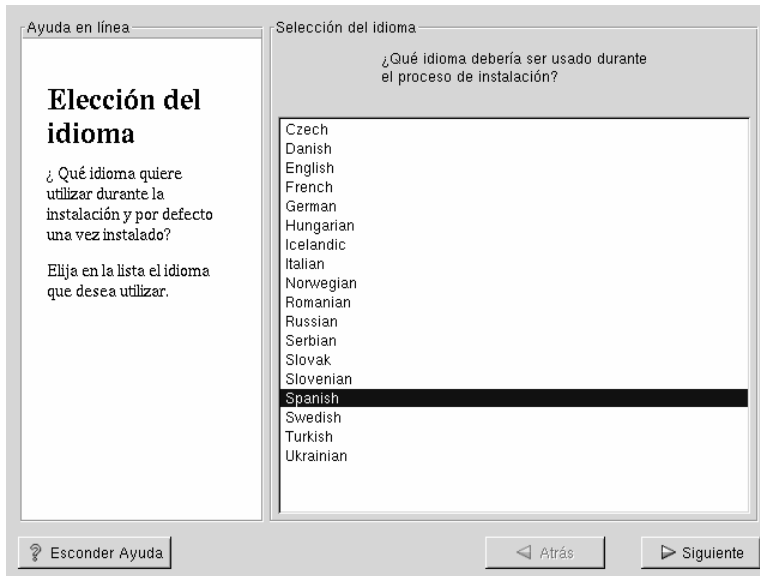 Ayuda en línea
Elección del
idioma
¿ Qué idioma quiere
utilizar durante la
instalación y por defecto
una vez instalado?
Elija en la lista el idioma
que desea utilizar.
Selección del idioma
¿Qué idioma debería ser usado durante
el proceso de instalación?
Czech
Danish
English
French
German
Hungarian
Icelandic
Italian
Norwegian
Romanian
Russian
Serbian
Slovak
Slovenian
Spanish
Swedish
Turkish
Ukrainian
Esconder Ayuda
Atrás
Siguiente